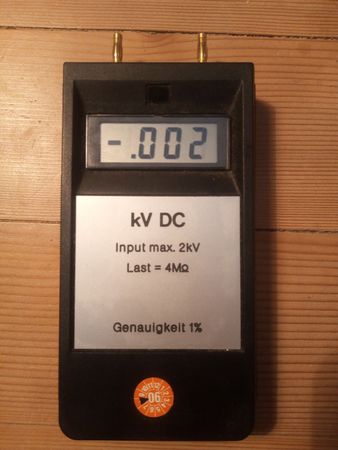 -.002
kV DC
Input max. 2kV
Last = 4MΩ
Genauigkeit 1%
06